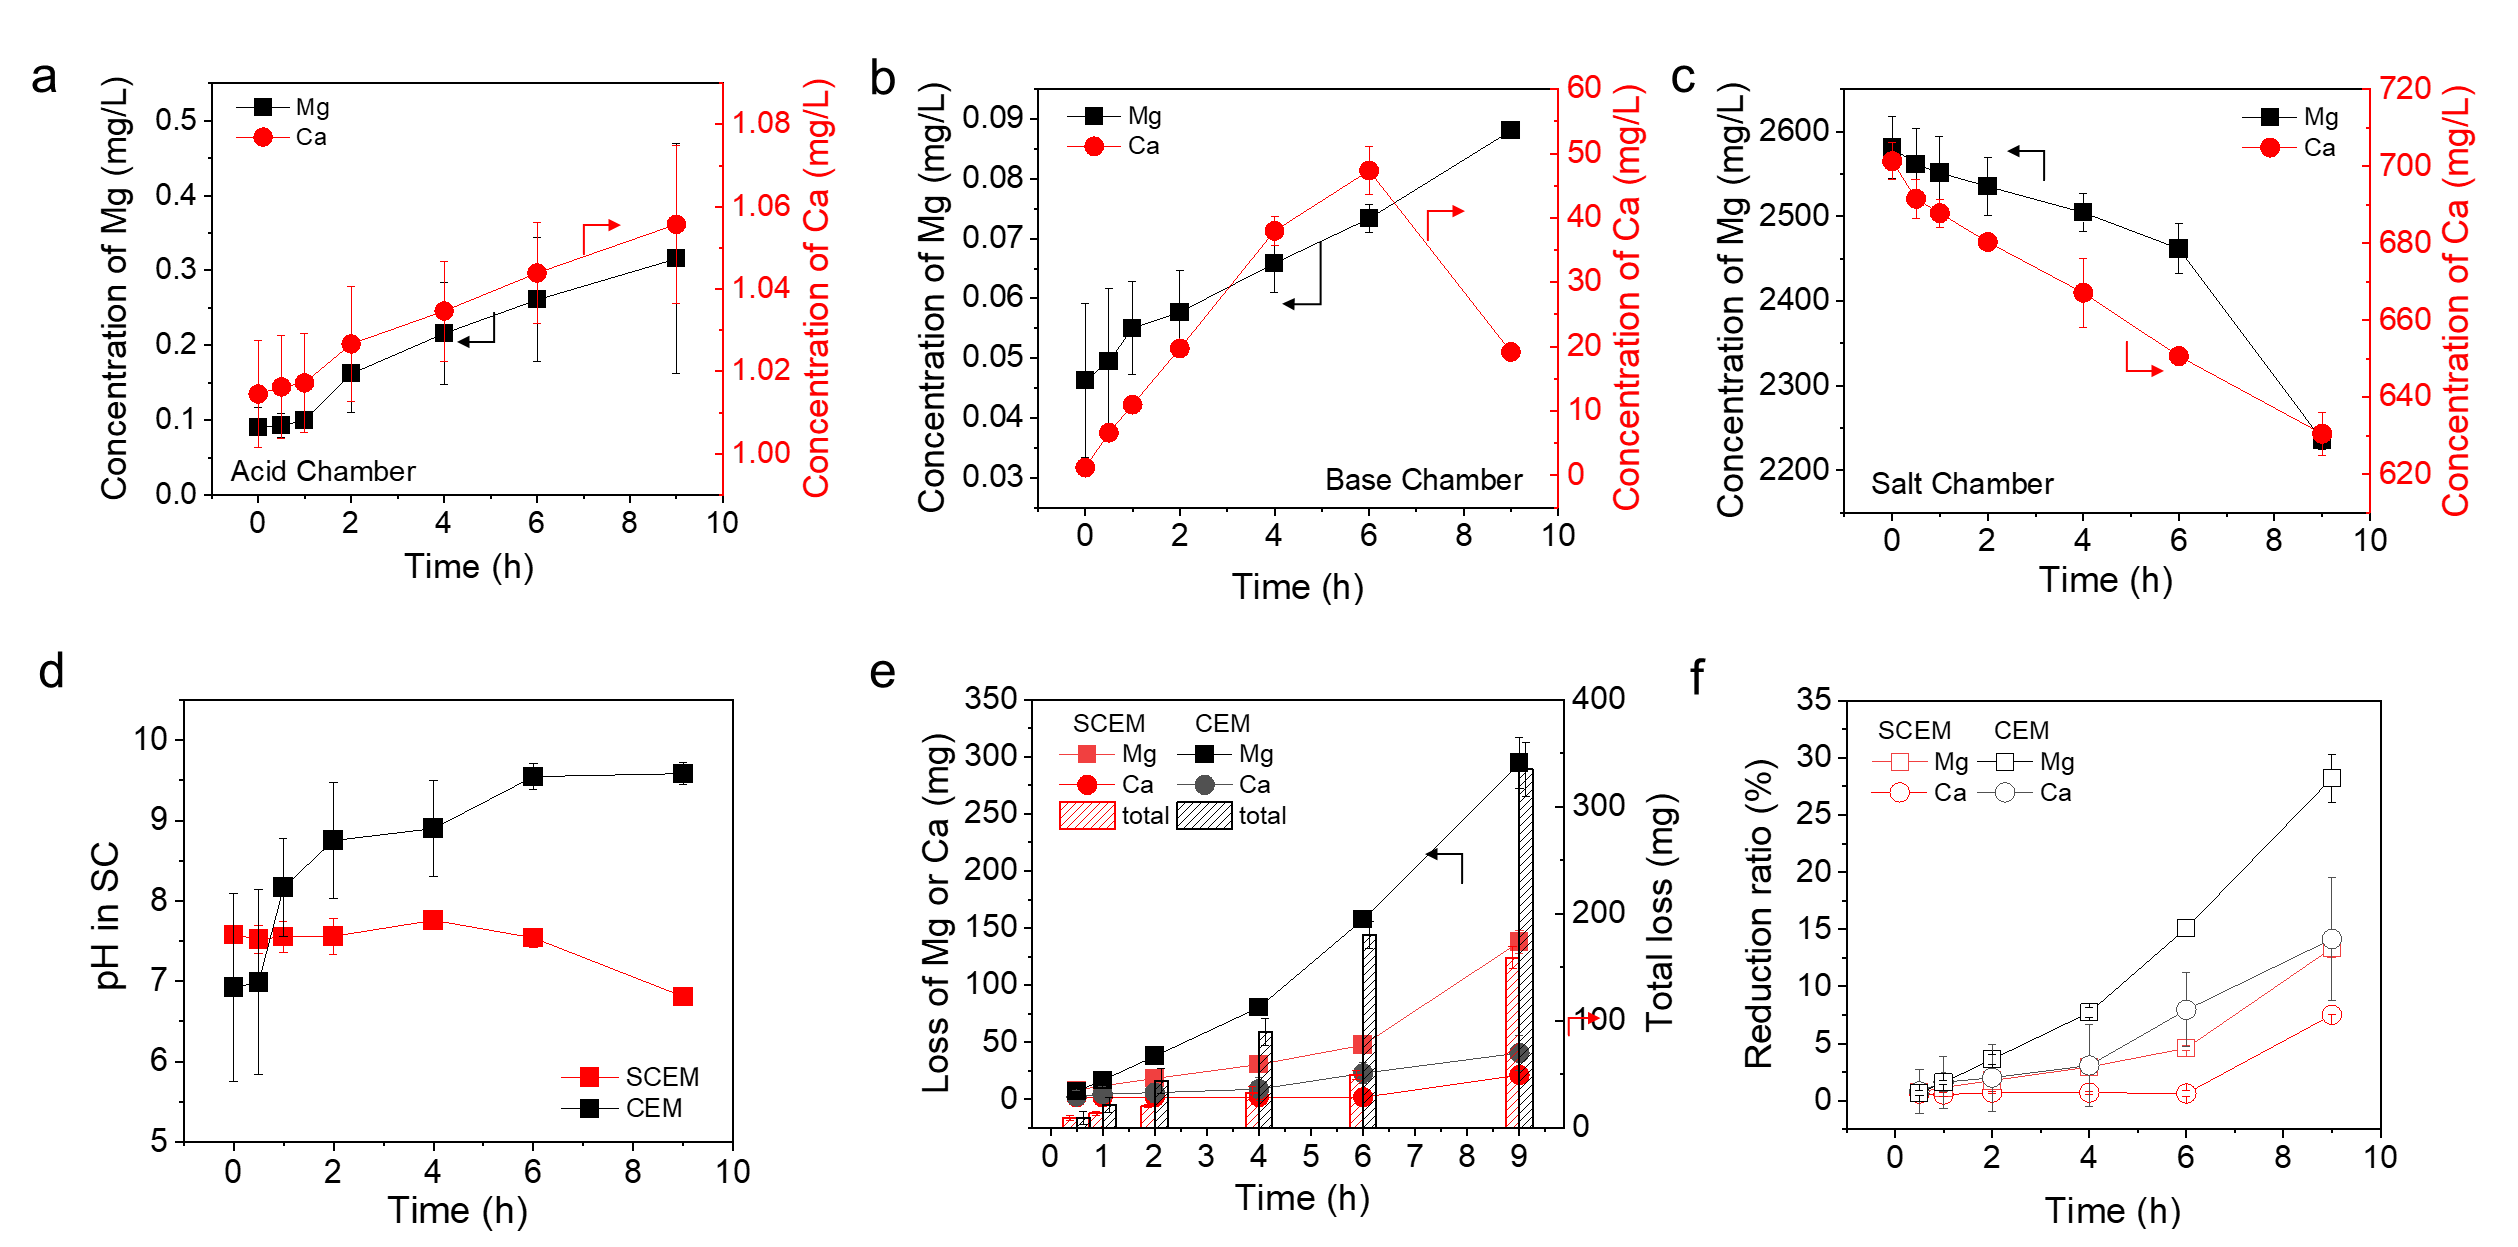 a
Concentration of Mg (mg/L)
0.5
0.4
0.3
0.2
0.1
0.0
Mg
Ca
Acid Chamber
1.08
1.06
1.04
1.02
1.00
Concentration of Ca (mg/L)
0 2 4 6 8 10
Time (h)
b
Concentration of Mg (mg/L)
0.09
0.08
0.07
0.06
0.05
0.04
0.03
Mg
Ca
Base Chamber
60
50
40
30
20
10
0
Concentration of Ca (mg/L)
0 2 4 6 8 10
Time (h)
c
Concentration of Mg (mg/L)
2600
2500
2400
2300
2200
Mg
Ca
Salt Chamber
720
700
680
660
640
620
Concentration of Ca (mg/L)
0 2 4 6 8 10
Time (h)
d
pH in SC
10
9
8
7
6
5
SCEM
CEM
0 2 4 6 8 10
Time (h)
e
Loss of Mg or Ca (mg)
350
300
250
200
150
100
50
0
SCEM CEM
Mg Mg
Ca Ca
total total
400
300
200
100
0
Total loss (mg)
0 1 2 3 4 5 6 7 8 9
Time (h)
f
Reduction ratio (%)
35
30
25
20
15
10
5
0
SCEM CEM
Mg Mg
Ca Ca
0 2 4 6 8 10
Time (h)